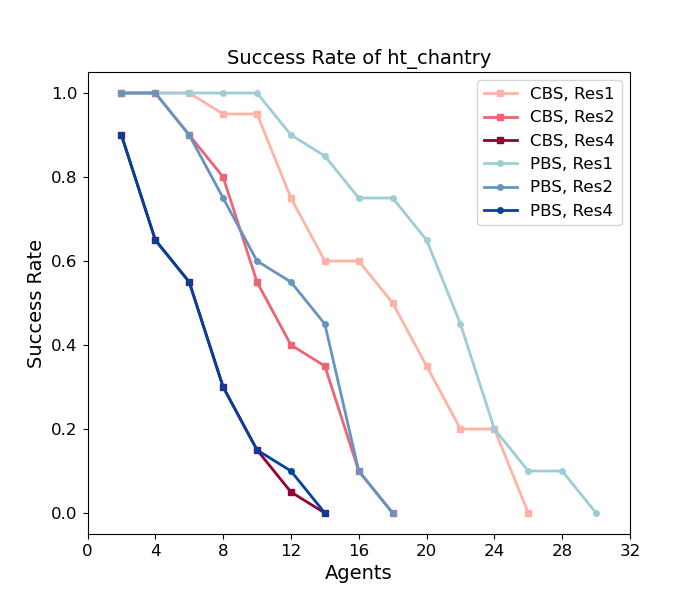 Success Rate of ht_chantry
CBS, Res1
CBS, Res2
CBS, Res4
PBS, Res1
PBS, Res2
PBS, Res4
Success Rate
1.0
0.8
0.6
0.4
0.2
0.0
0 4 8 12 16 20 24 28 32
Agents